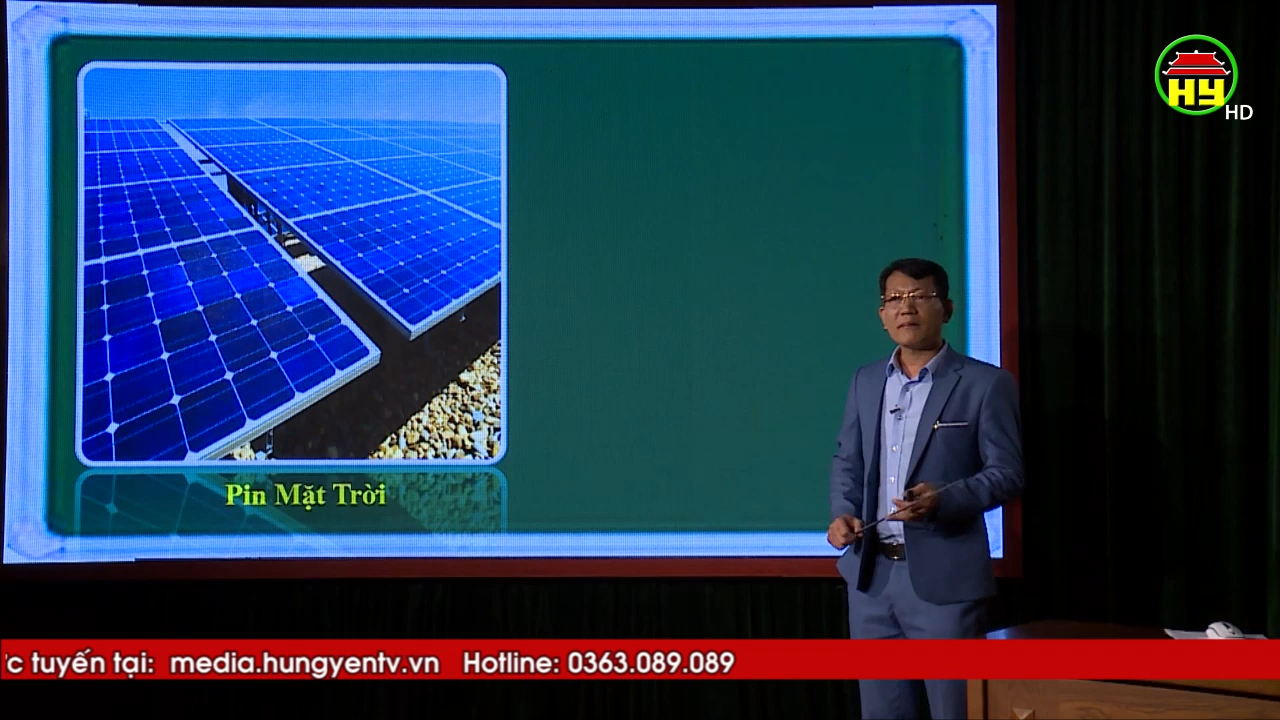 HY
HD
Pin Mặt Trời
c tuyến tại: media.hungyentv.vn Hotline: 0363.089.089